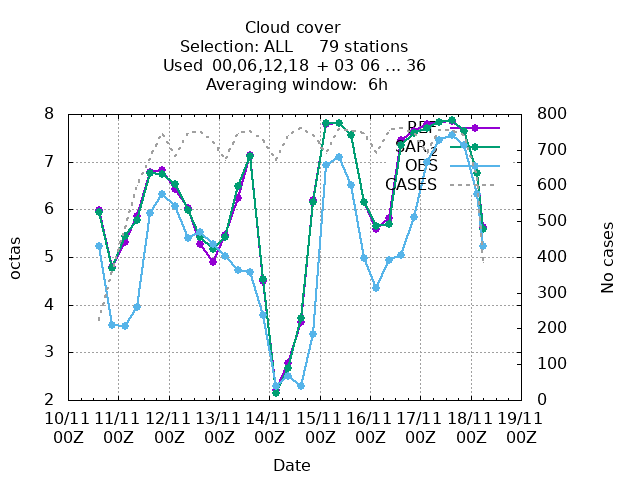 Cloud cover
Selection: ALL 79 stations
Used 00,06,12,18 + 03 06 ... 36
Averaging window: 6h
8
7
6
5
4
3
2
octas
800
700
600
500
400
300
200
100
0
No cases
REF
OBS
CASES
10/11 11/11 12/11 13/11 14/11 15/11 16/11 17/11 18/11 19/11
00Z 00Z 00Z 00Z 00Z 00Z 00Z 00Z 00Z 00Z
Date